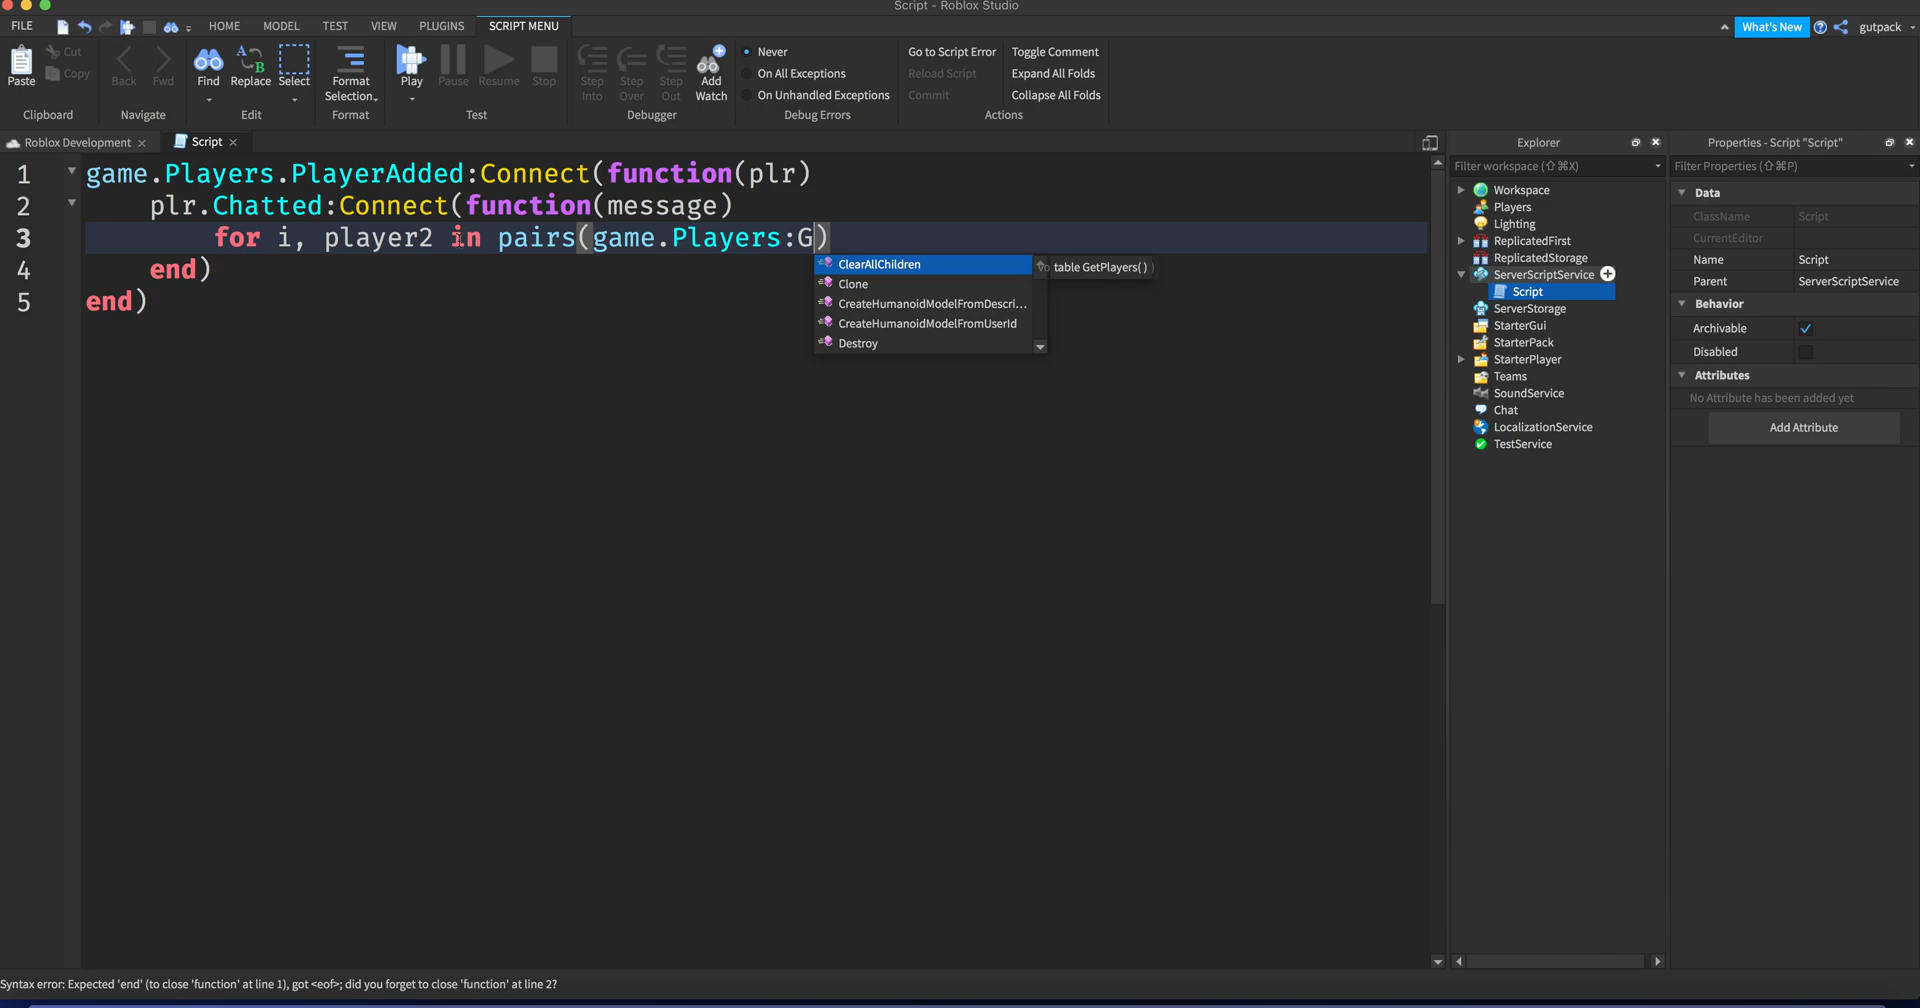 Script - Roblox Studio
FILE HOME MODEL TEST VIEW PLUGINS SCRIPT MENU What's New gutpack
Paste Cut Copy Back Fwd Find Replace Select Format Selection Play Pause Resume Stop Step Into Step Over Step Out Add Watch
Never
On All Exceptions
On Unhandled Exceptions
Go to Script Error
Reload Script
Commit
Toggle Comment
Expand All Folds
Collapse All Folds
Clipboard Navigate Edit Format Test Debugger Debug Errors Actions
Roblox Development Script
1 game.Players.PlayerAdded:Connect(function(plr)
2 plr.Chatted:Connect(function(message)
3 for i, player2 in pairs(game.Players:G)
4 end)
5 end)
ClearAllChildren
Clone
CreateHumanoidModelFromDescri...
CreateHumanoidModelFromUserId
Destroy
table GetPlayers( )
Explorer
Filter workspace (⇧⌘X)
Workspace
Players
Lighting
ReplicatedFirst
ReplicatedStorage
ServerScriptService
Script
ServerStorage
StarterGui
StarterPack
StarterPlayer
Teams
SoundService
Chat
LocalizationService
TestService
Properties - Script "Script"
Filter Properties (⇧⌘P)
Data
ClassName Script
CurrentEditor
Name Script
Parent ServerScriptService
Behavior
Archivable
Disabled
Attributes
No Attribute has been added yet
Add Attribute
Syntax error: Expected 'end' (to close 'function' at line 1), got <eof>; did you forget to close 'function' at line 2?